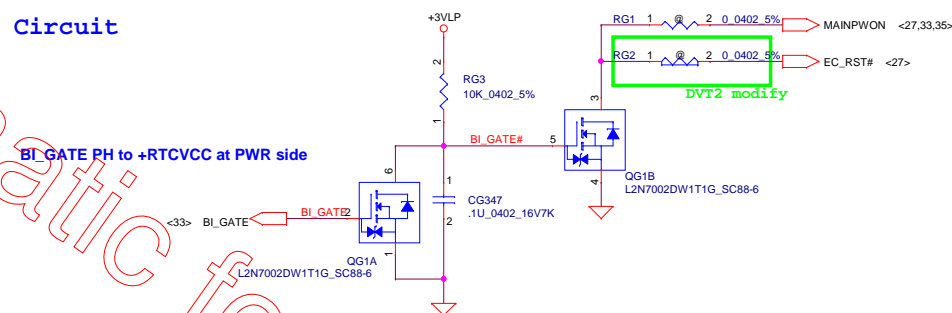 Circuit
+3VLP
RG1 1 @ 2 0_0402_5% MAINPWON <27,33,35>
RG2 1 @ 2 0_0402_5% EC_RST# <27>
DVT2 modify
2
RG3
10K_0402_5%
1
3
BI_GATE# 5
BI_GATE PH to +RTCVCC at PWR side
QG1B
L2N7002DW1T1G_SC88-6
4
6
1
CG347
.1U_0402_16V7K
2
<33> BI_GATE BI_GATE 2
1
QG1A
L2N7002DW1T1G_SC88-6
atic fo